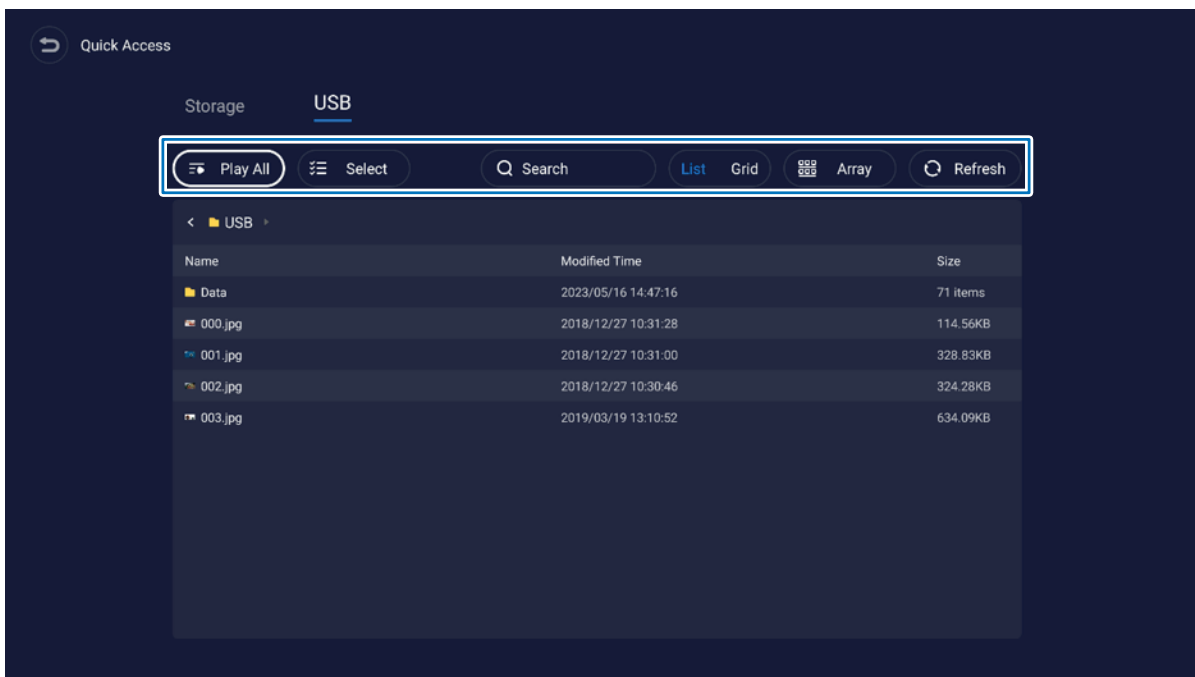 Quick Access
Storage USB
Play All Select Search List Grid Array Refresh
USB
Name Modified Time Size
Data 2023/05/16 14:47:16 71 items
000.jpg 2018/12/27 10:31:28 114.56KB
001.jpg 2018/12/27 10:31:00 328.83KB
002.jpg 2018/12/27 10:30:46 324.28KB
003.jpg 2019/03/19 13:10:52 634.09KB